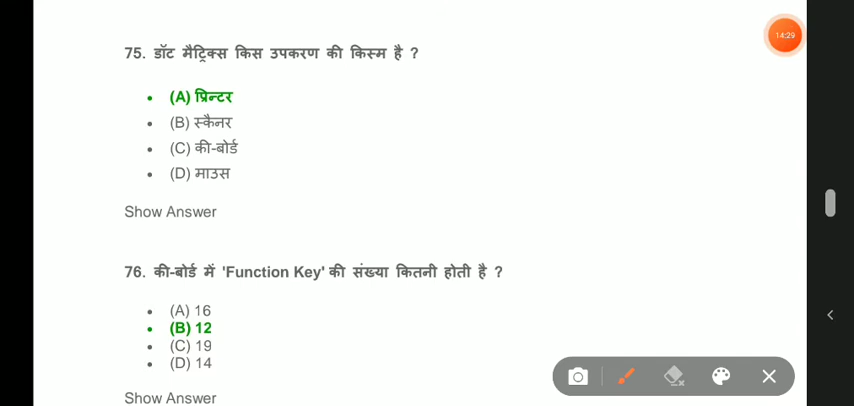 14:29
75. डॉट मैट्रिक्स किस उपकरण की किस्म है ?
(A) प्रिन्टर
(B) स्कैनर
(C) की-बोर्ड
(D) माउस
Show Answer
76. की-बोर्ड में 'Function Key' की संख्या कितनी होती है ?
(A) 16
(B) 12
(C) 19
(D) 14
Show Answer